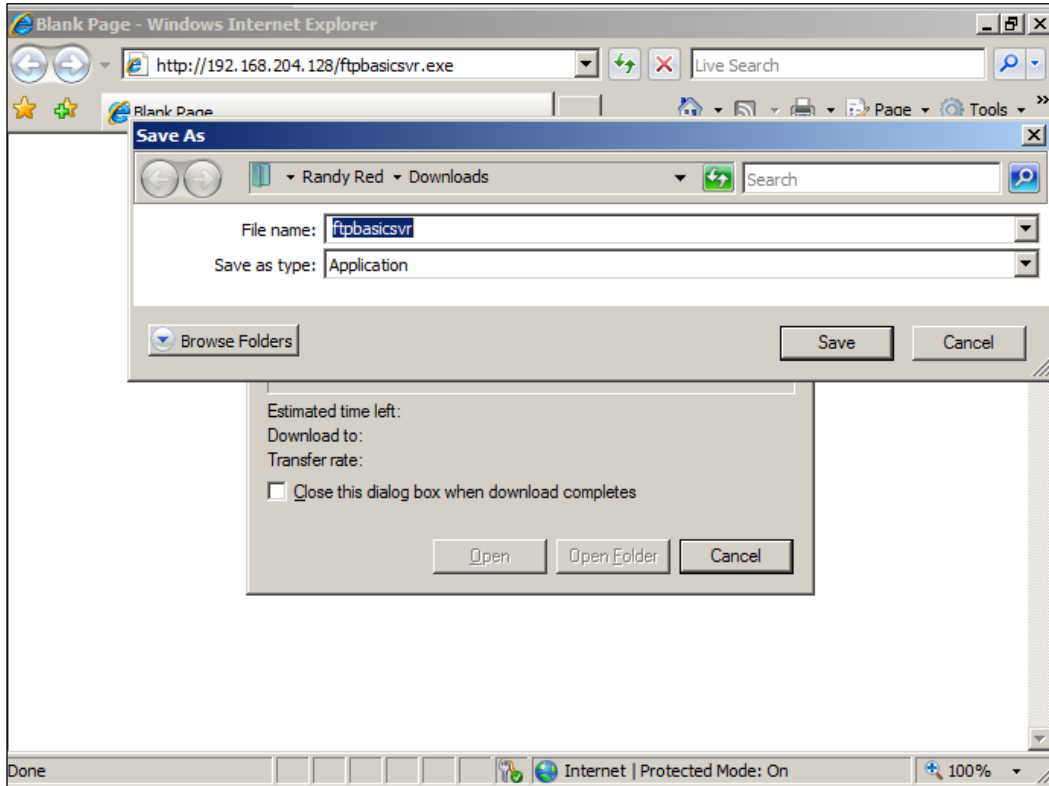 Blank Page - Windows Internet Explorer
http://192.168.204.128/ftpbasicsvr.exe
Live Search
Blank Page
Page
Tools
»
Save As
Randy Red
Downloads
Search
File name: ftpbasicsvr
Save as type: Application
Browse Folders
Save
Cancel
Estimated time left:
Download to:
Transfer rate:
Close this dialog box when download completes
Open
Open Folder
Cancel
Done
Internet | Protected Mode: On
100%